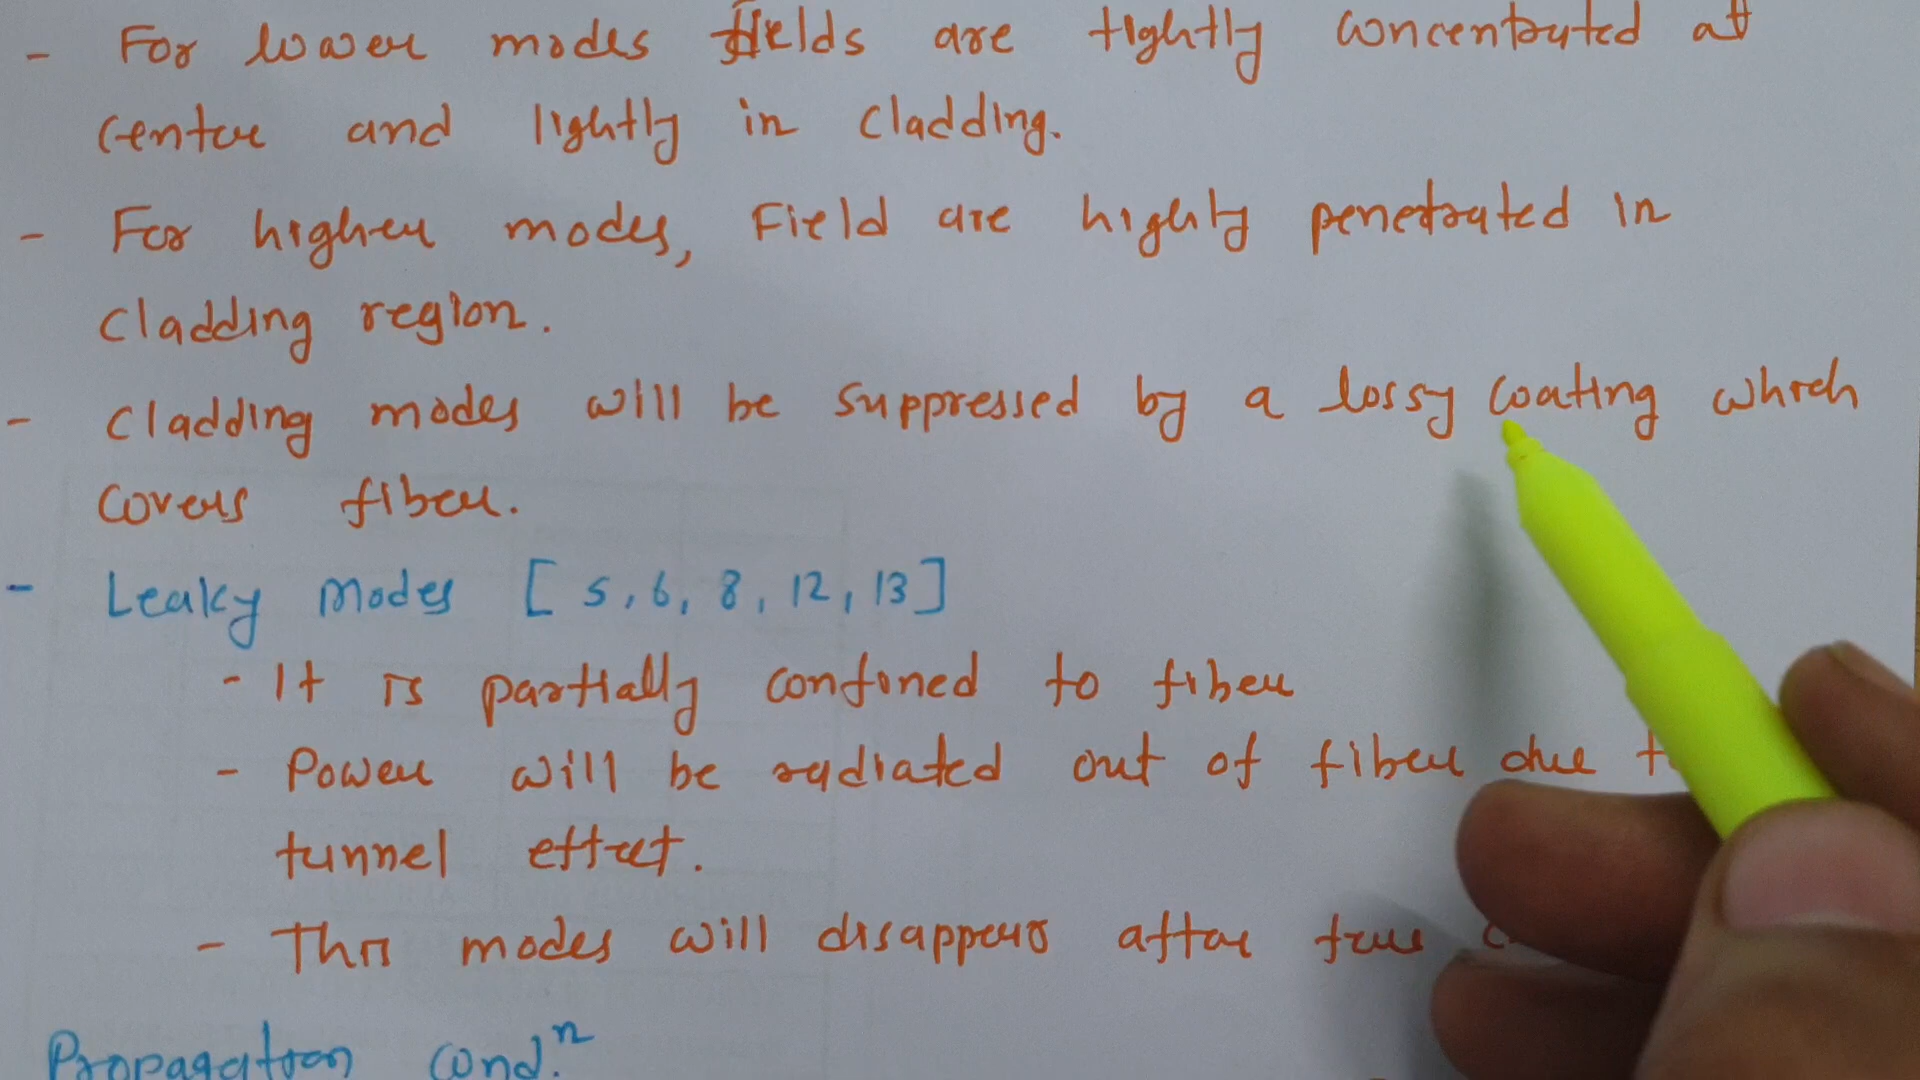 - For lower modes fields are tightly concentrated at
center and lightly in cladding.
- For higher modes, Field are highly penetrated in
cladding region.
- cladding modes will be suppressed by a lossy coating which
covers fiber.
- Leaky Modes [5, 6, 8, 12, 13]
- It is partially confined to fiber
- Power will be radiated out of fiber due
tunnel effect.
- This modes will disappears after
Propagation condⁿ